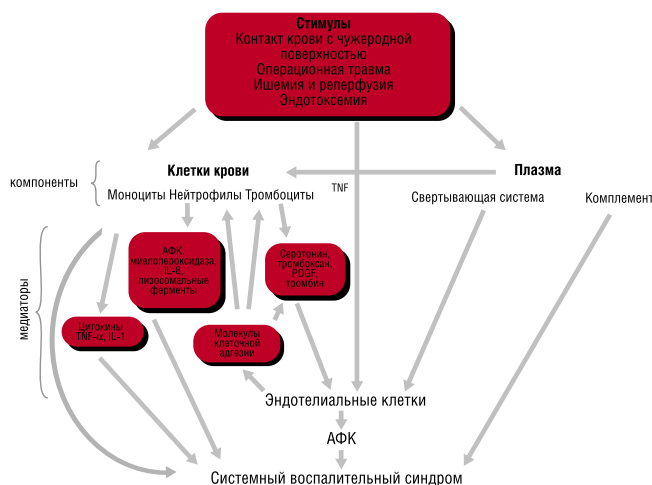 Стимулы
Контакт крови с чужеродной
поверхностью
Операционная травма
Ишемия и реперфузия
Эндотоксемия
Клетки крови
Плазма
компоненты
Моноциты Нейтрофилы Тромбоциты
TNF
Свертывающая система
Комплемент
медиаторы
АФК,
миелопероксидаза,
IL-8,
лизосомальные
ферменты
Серотонин,
тромбоксан,
PDGF,
тромбин
Цитокины
TNF-α, IL-1
Молекулы
клеточной
адгезии
Эндотелиальные клетки
АФК
Системный воспалительный синдром